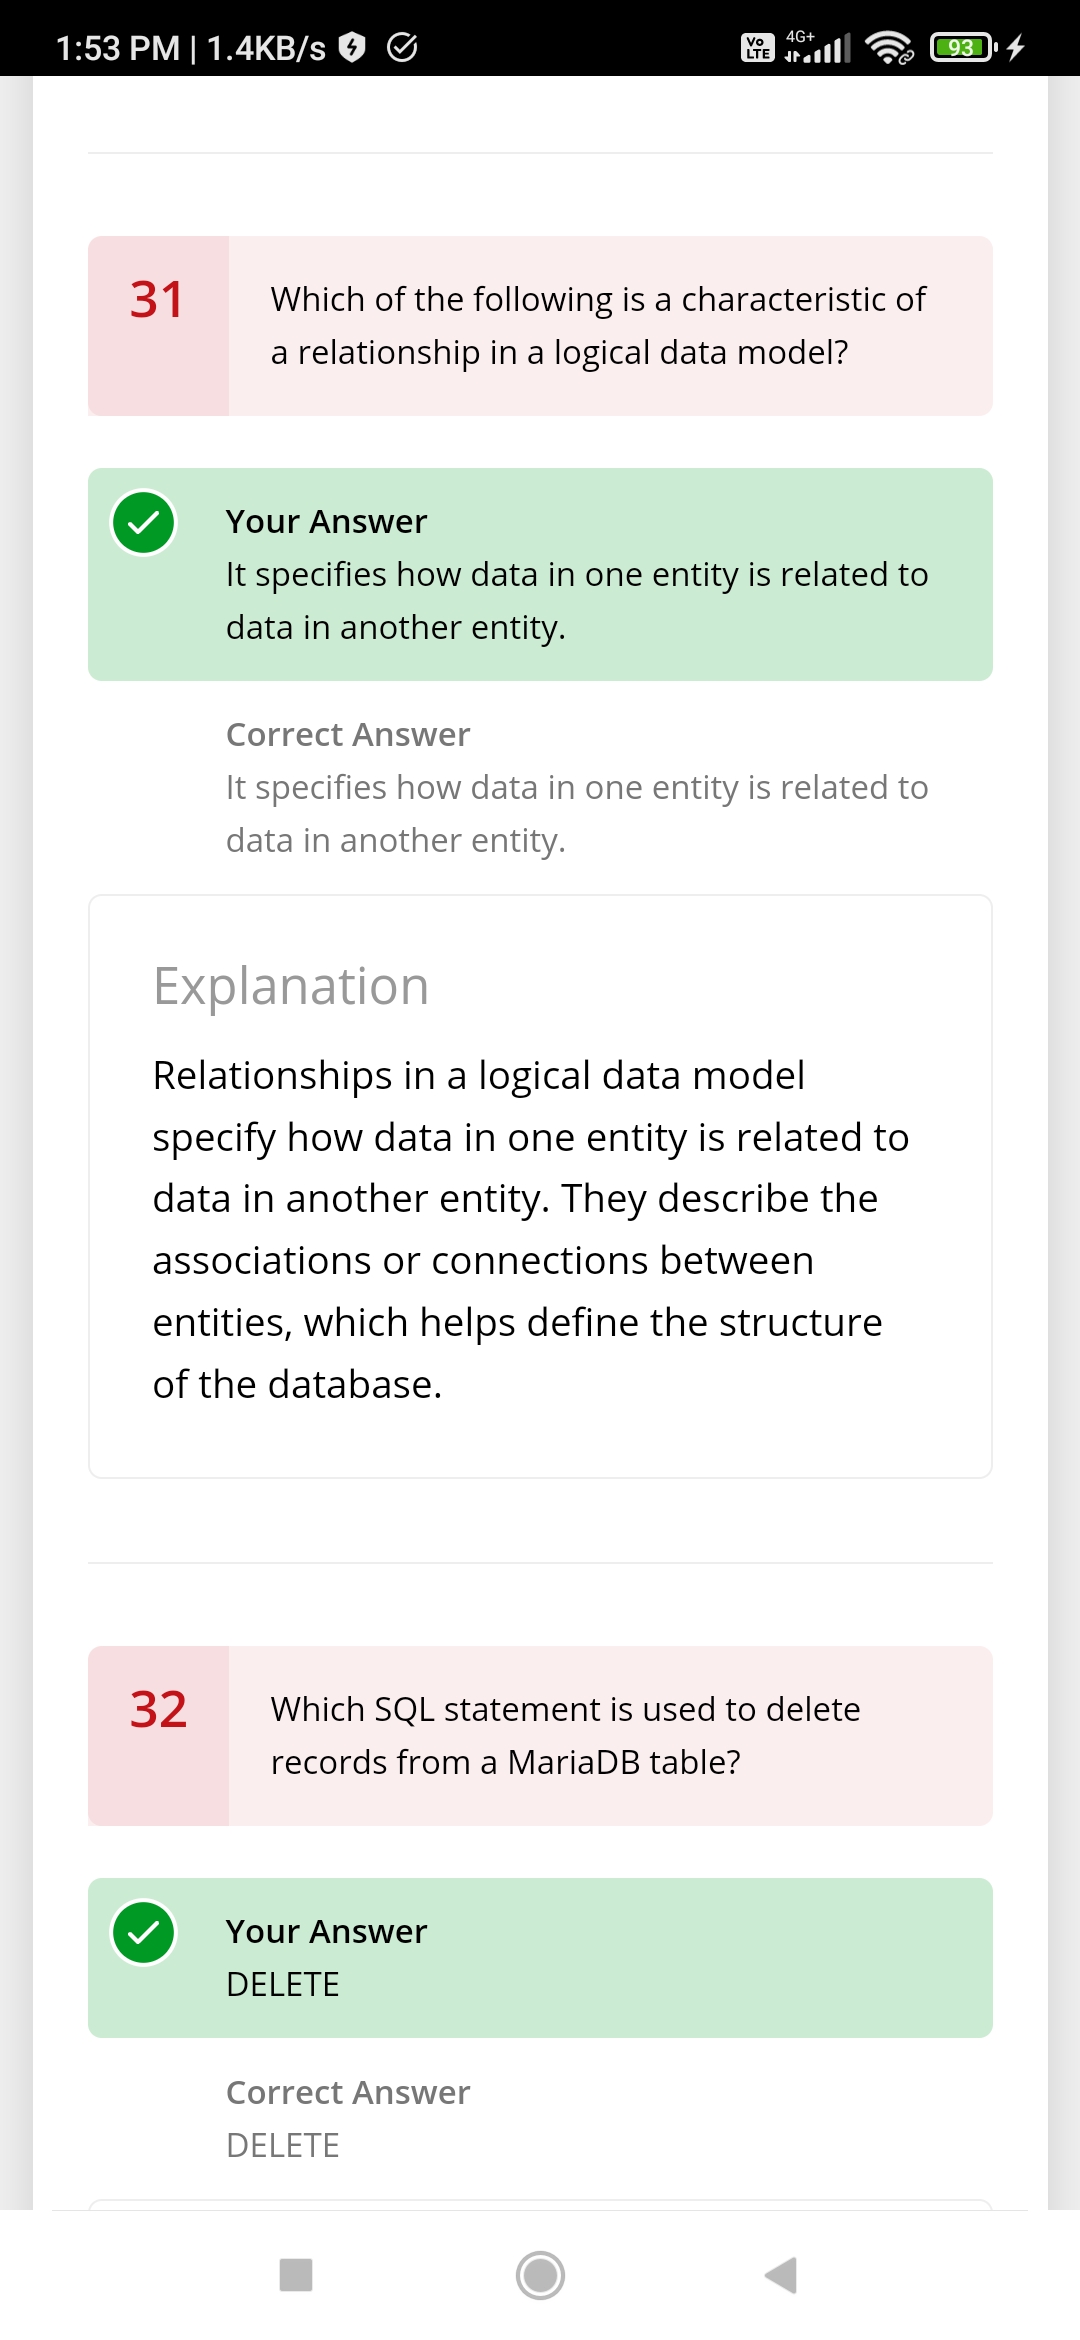 1:53 PM | 1.4KB/s
Vo LTE 4G+ 93
31
Which of the following is a characteristic of
a relationship in a logical data model?
Your Answer
It specifies how data in one entity is related to
data in another entity.
Correct Answer
It specifies how data in one entity is related to
data in another entity.
Explanation
Relationships in a logical data model
specify how data in one entity is related to
data in another entity. They describe the
associations or connections between
entities, which helps define the structure
of the database.
32
Which SQL statement is used to delete
records from a MariaDB table?
Your Answer
DELETE
Correct Answer
DELETE